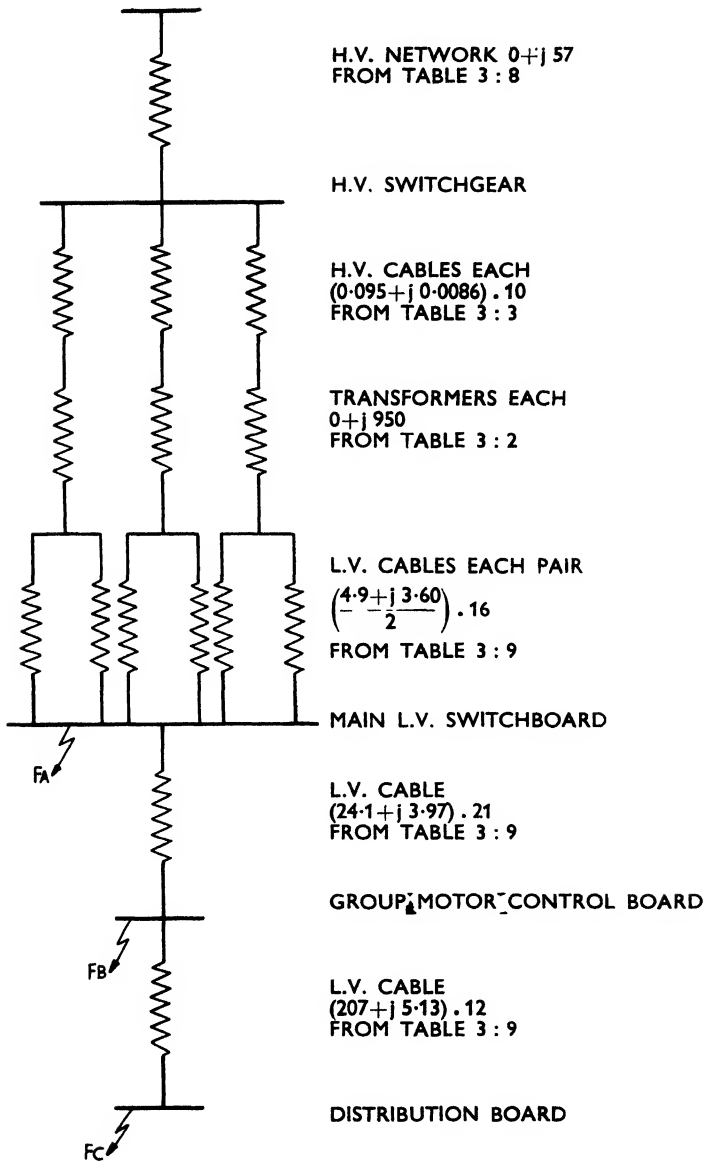 H.V. NETWORK 0+j 57
FROM TABLE 3 : 8
H.V. SWITCHGEAR
H.V. CABLES EACH
(0·095+j 0·0086) . 10
FROM TABLE 3 : 3
TRANSFORMERS EACH
0+j 950
FROM TABLE 3 : 2
L.V. CABLES EACH PAIR
(4·9+j 3·60
2) . 16
FROM TABLE 3 : 9
MAIN L.V. SWITCHBOARD
FA
L.V. CABLE
(24·1+j 3·97) . 21
FROM TABLE 3 : 9
GROUP MOTOR CONTROL BOARD
FB
L.V. CABLE
(207+j 5·13) . 12
FROM TABLE 3 : 9
DISTRIBUTION BOARD
FC